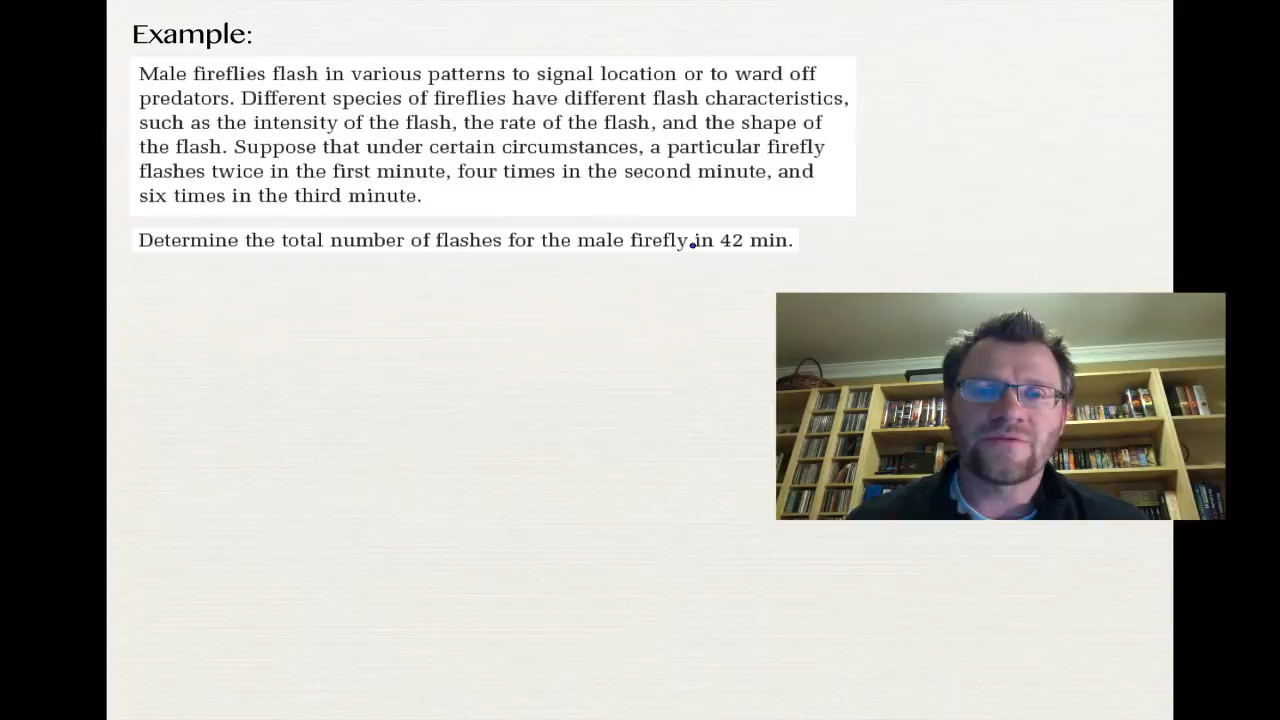 Example:
Male fireflies flash in various patterns to signal location or to ward off
predators. Different species of fireflies have different flash characteristics,
such as the intensity of the flash, the rate of the flash, and the shape of
the flash. Suppose that under certain circumstances, a particular firefly
flashes twice in the first minute, four times in the second minute, and
six times in the third minute.
Determine the total number of flashes for the male firefly in 42 min.